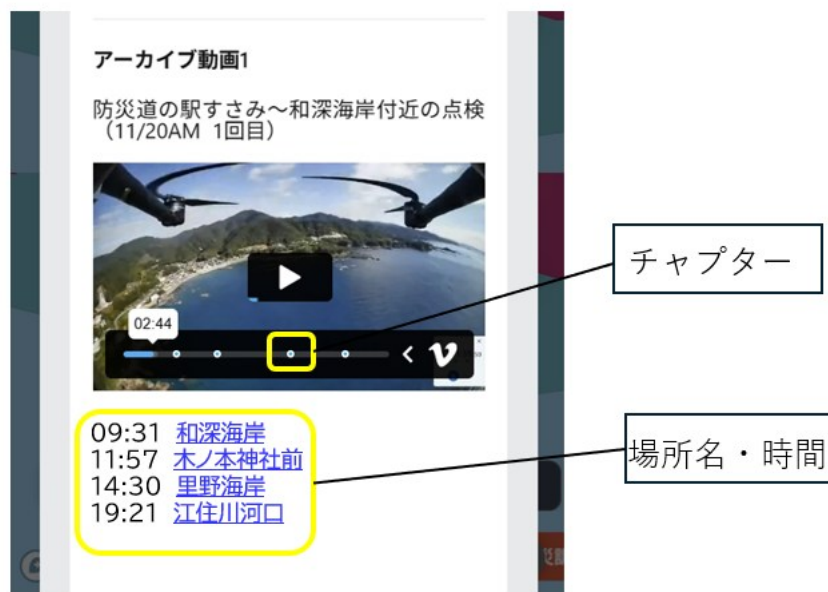 アーカイブ動画1
防災道の駅すさみ～和深海岸付近の点検
（11/20AM 1回目）
02:44
チャプター
09:31 和深海岸
11:57 木ノ本神社前
14:30 里野海岸
19:21 江住川河口
場所名・時間